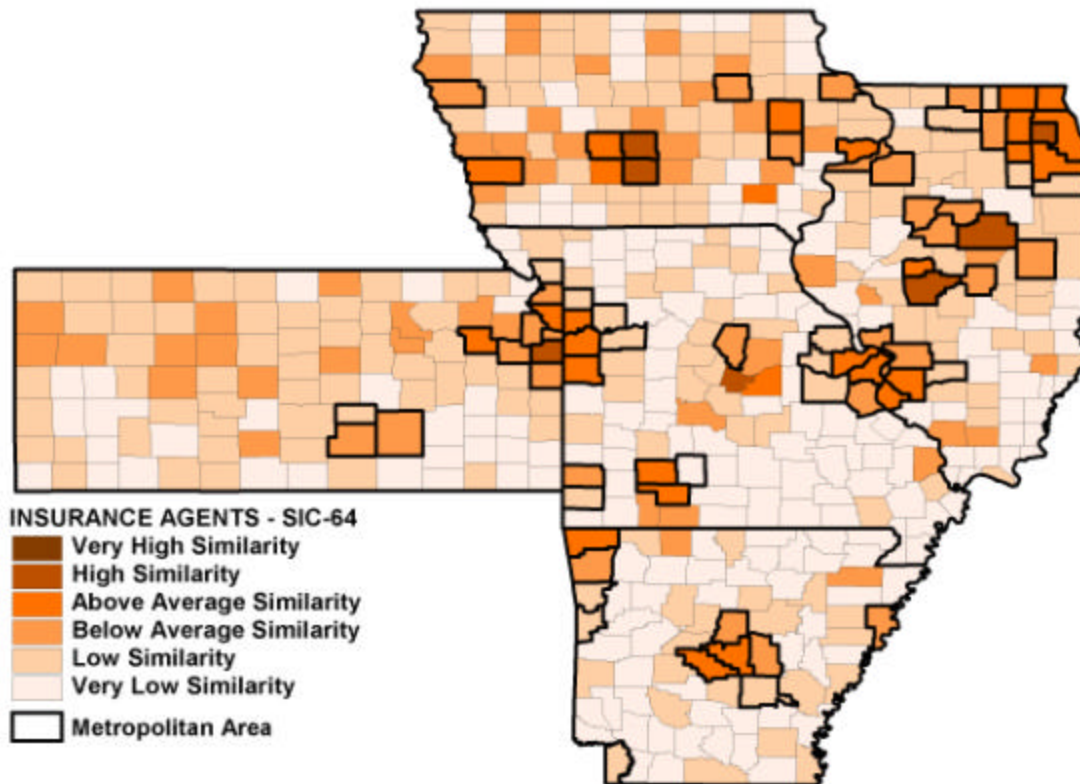 INSURANCE AGENTS - SIC-64
Very High Similarity
High Similarity
Above Average Similarity
Below Average Similarity
Low Similarity
Very Low Similarity
Metropolitan Area